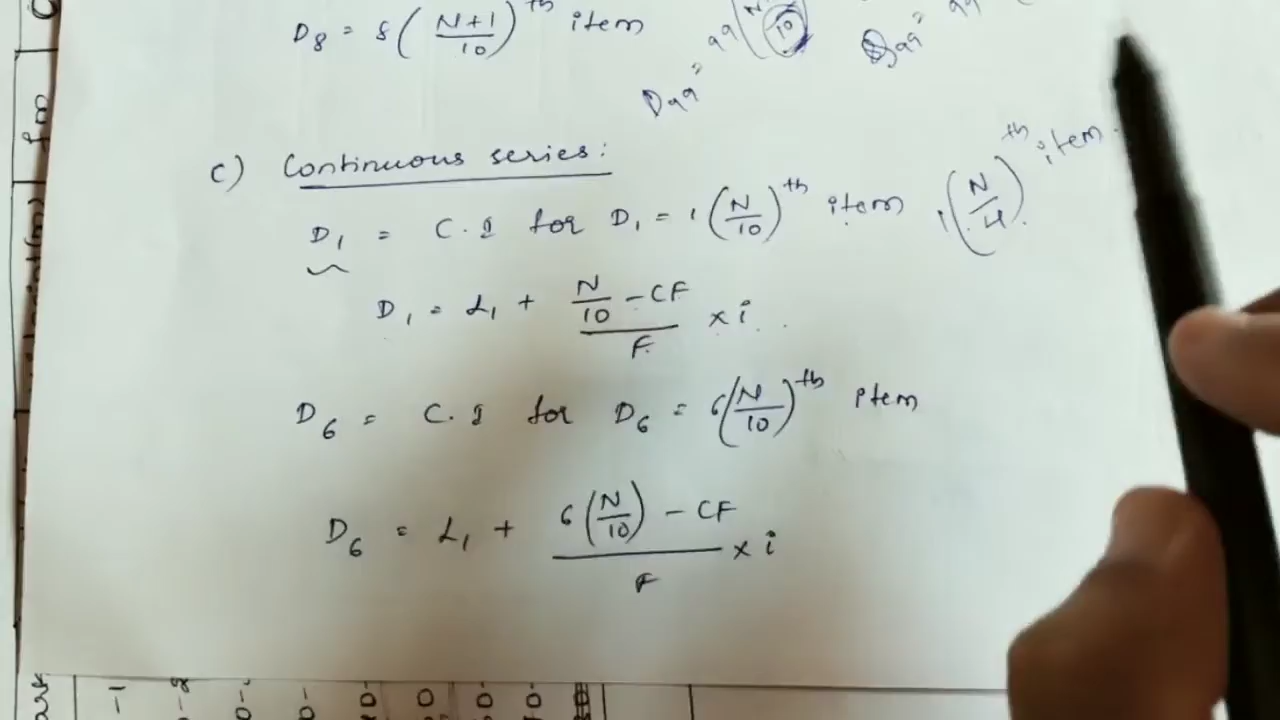 D8 = 8 ( N+1 / 10 )th item
D99 = 99 ( N / 10
c) Continuous series:
D1 = C.I for D1 = 1 ( N / 10 )th item 1 ( N / 4 )th item.
D1 = L1 + N/10 - CF / F × i
D6 = C.I for D6 = 6 ( N / 10 )th item
D6 = L1 + 6 ( N / 10 ) - CF / F × i